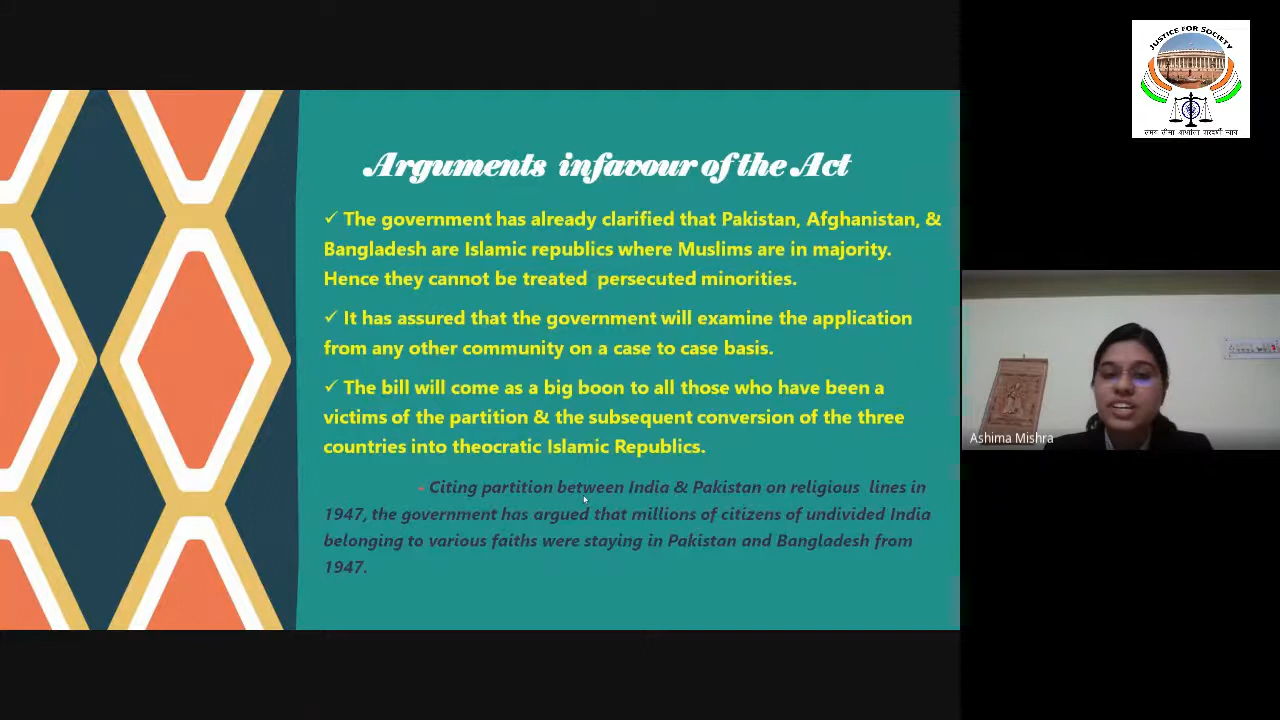 JUSTICE FOR SOCIETY
Arguments infavour of the Act
✓ The government has already clarified that Pakistan, Afghanistan, &
Bangladesh are Islamic republics where Muslims are in majority.
Hence they cannot be treated persecuted minorities.
✓ It has assured that the government will examine the application
from any other community on a case to case basis.
✓ The bill will come as a big boon to all those who have been a
victims of the partition & the subsequent conversion of the three
countries into theocratic Islamic Republics.
- Citing partition between India & Pakistan on religious lines in
1947, the government has argued that millions of citizens of undivided India
belonging to various faiths were staying in Pakistan and Bangladesh from
1947.
Ashima Mishra